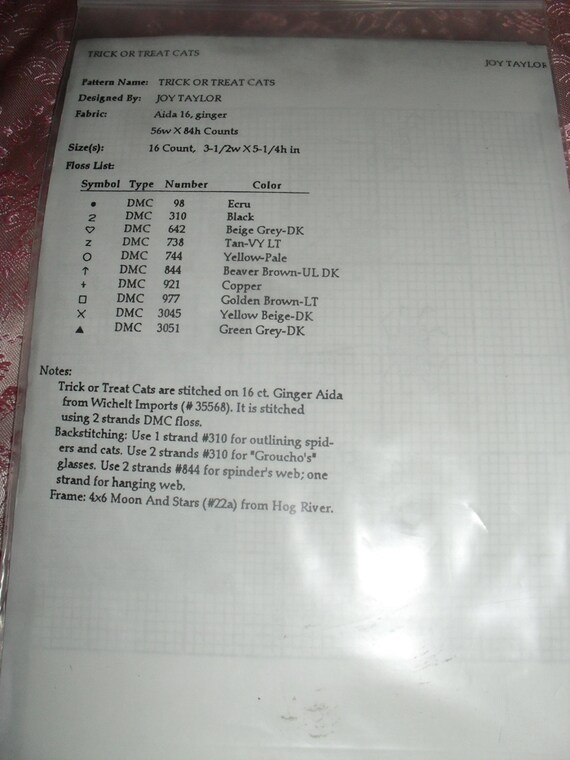 TRICK OR TREAT CATS
JOY TAYLOR
Pattern Name: TRICK OR TREAT CATS
Designed By: JOY TAYLOR
Fabric: Aida 16, ginger
56w X 84h Counts
Size(s): 16 Count, 3-1/2w X 5-1/4h in
Floss List:
Symbol Type Number Color
• DMC 98 Ecru
2 DMC 310 Black
♡ DMC 642 Beige Grey-DK
z DMC 738 Tan-VY LT
O DMC 744 Yellow-Pale
↑ DMC 844 Beaver Brown-UL DK
+ DMC 921 Copper
□ DMC 977 Golden Brown-LT
X DMC 3045 Yellow Beige-DK
▲ DMC 3051 Green Grey-DK
Notes:
Trick or Treat Cats are stitched on 16 ct. Ginger Aida
from Wichelt Imports (# 35568). It is stitched
using 2 strands DMC floss.
Backstitching: Use 1 strand #310 for outlining spid-
ers and cats. Use 2 strands #310 for "Groucho's"
glasses. Use 2 strands #844 for spinder's web; one
strand for hanging web.
Frame: 4x6 Moon And Stars (#22a) from Hog River.